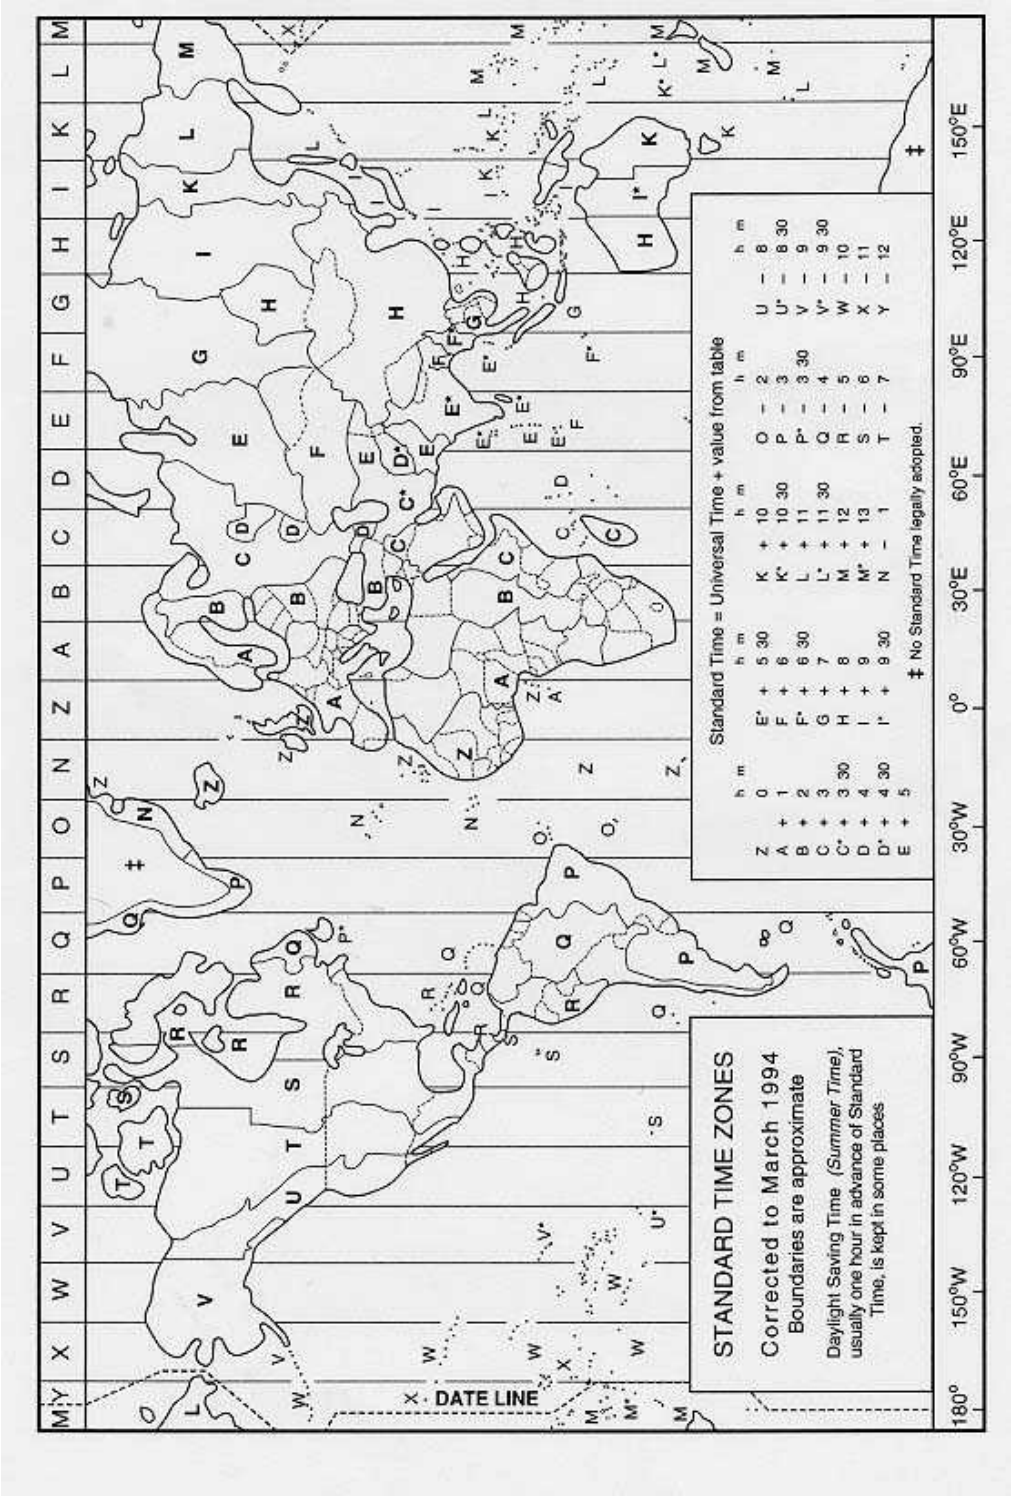 M Y X W V U T S R Q P O N Z A B C D E F G H I K L M
L
V
V
U
T
T
T
S
S
R
R
R
Q
P
Q
N
‡
Z
Z
P*
A
B
B
A
B
C
D
D
D
C
C*
E
F
E
D*
E
E*
G
H
I
H
K
L
M
X
L
I
I
I
F
F*
G
H
H
H
G
E*
F*
E*
E*
E
E*
F
D
C
C
C
B
A
Z
Z
A
Z
Z
Z
Z
N
N
O
O
P
Q
R
P
Q
Q
R
Q
R
S
S
Q
S
U*
V*
W
W
W
W
W
V
X
X
DATE LINE
M
M*
M
H
I*
K
K
I
K
K
L
M
M
L
K*
L*
M
M
M
L
‡
Q
P
STANDARD TIME ZONES
Corrected to March 1994
Boundaries are approximate
Daylight Saving Time (Summer Time),
usually one hour in advance of Standard
Time, is kept in some places
Standard Time = Universal Time + value from table
h m h m h m h m h m
Z 0 E* + 5 30 K + 10 O – 2 U – 8
A + 1 F + 6 K* + 10 30 P – 3 U* – 8 30
B + 2 F* + 6 30 L + 11 P* – 3 30 V – 9
C + 3 G + 7 L* + 11 30 Q – 4 V* – 9 30
C* + 3 30 H + 8 M + 12 R – 5 W – 10
D + 4 I + 9 M* + 13 S – 6 X – 11
D* + 4 30 I* + 9 30 N – 1 T – 7 Y – 12
E + 5
‡ No Standard Time legally adopted.
180° 150°W 120°W 90°W 60°W 30°W 0° 30°E 60°E 90°E 120°E 150°E